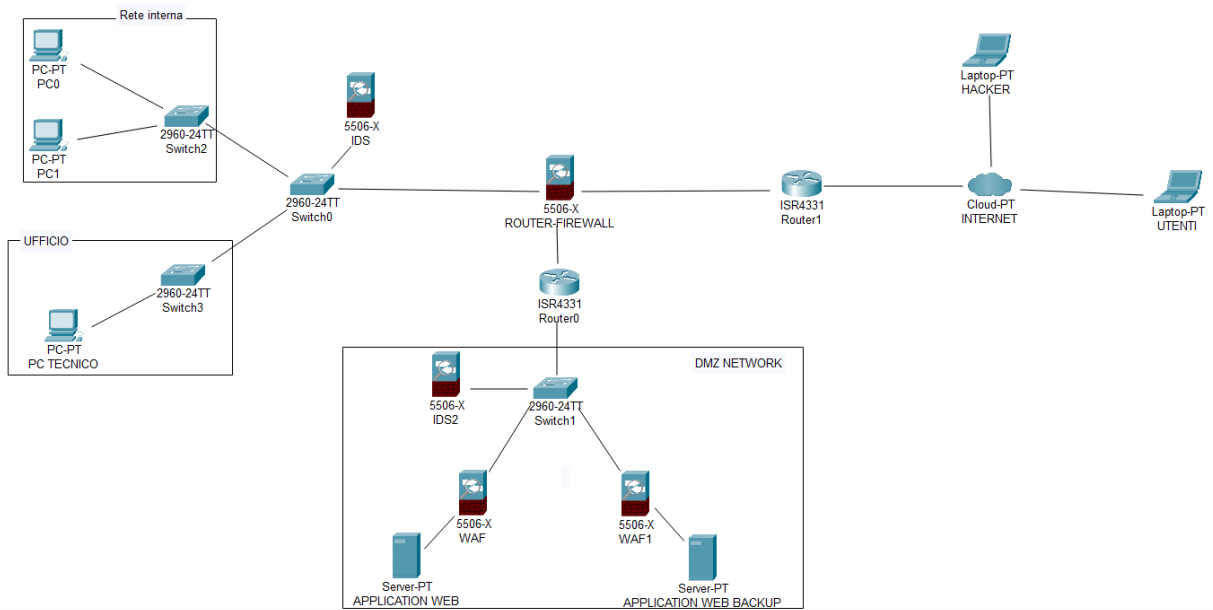 Rete interna
PC-PT
PC0
2960-24TT
Switch2
PC-PT
PC1
5506-X
IDS
2960-24TT
Switch0
5506-X
ROUTER-FIREWALL
ISR4331
Router1
Laptop-PT
HACKER
Cloud-PT
INTERNET
Laptop-PT
UTENTI
UFFICIO
2960-24TT
Switch3
PC-PT
PC TECNICO
ISR4331
Router0
DMZ NETWORK
5506-X
IDS2
2960-24TT
Switch1
5506-X
WAF
5506-X
WAF1
Server-PT
APPLICATION WEB
Server-PT
APPLICATION WEB BACKUP